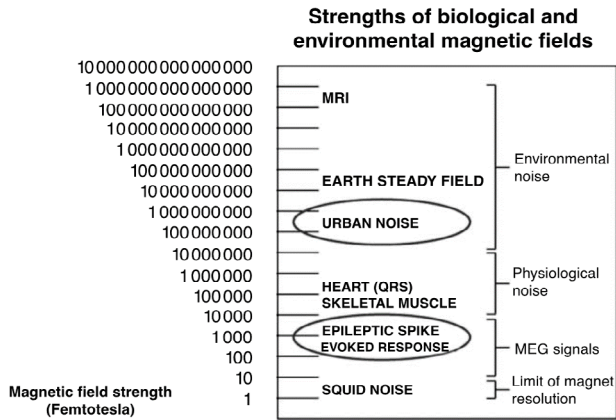 Strengths of biological and
environmental magnetic fields
10 000 000 000 000 000
1 000 000 000 000 000
100 000 000 000 000
10 000 000 000 000
1 000 000 000 000
100 000 000 000
10 000 000 000
1 000 000 000
100 000 000
10 000 000
1 000 000
100 000
10 000
1 000
100
10
1
Magnetic field strength
(Femtotesla)
MRI
EARTH STEADY FIELD
URBAN NOISE
HEART (QRS)
SKELETAL MUSCLE
EPILEPTIC SPIKE
EVOKED RESPONSE
SQUID NOISE
Environmental
noise
Physiological
noise
MEG signals
Limit of magnet
resolution